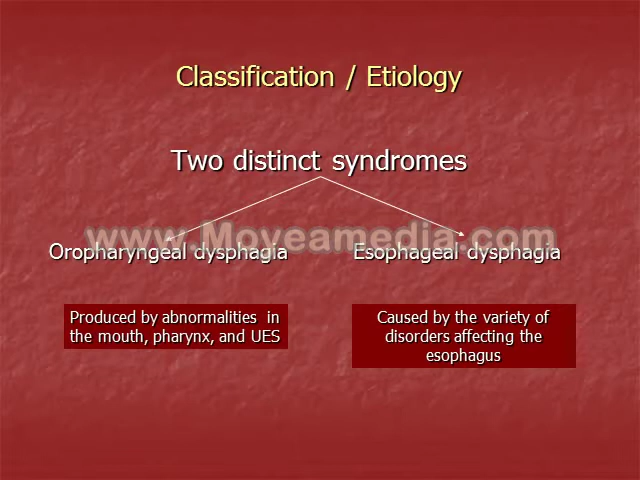 Classification / Etiology
Two distinct syndromes
www.Moveamedia.com
Oropharyngeal dysphagia
Esophageal dysphagia
Produced by abnormalities in
the mouth, pharynx, and UES
Caused by the variety of
disorders affecting the
esophagus